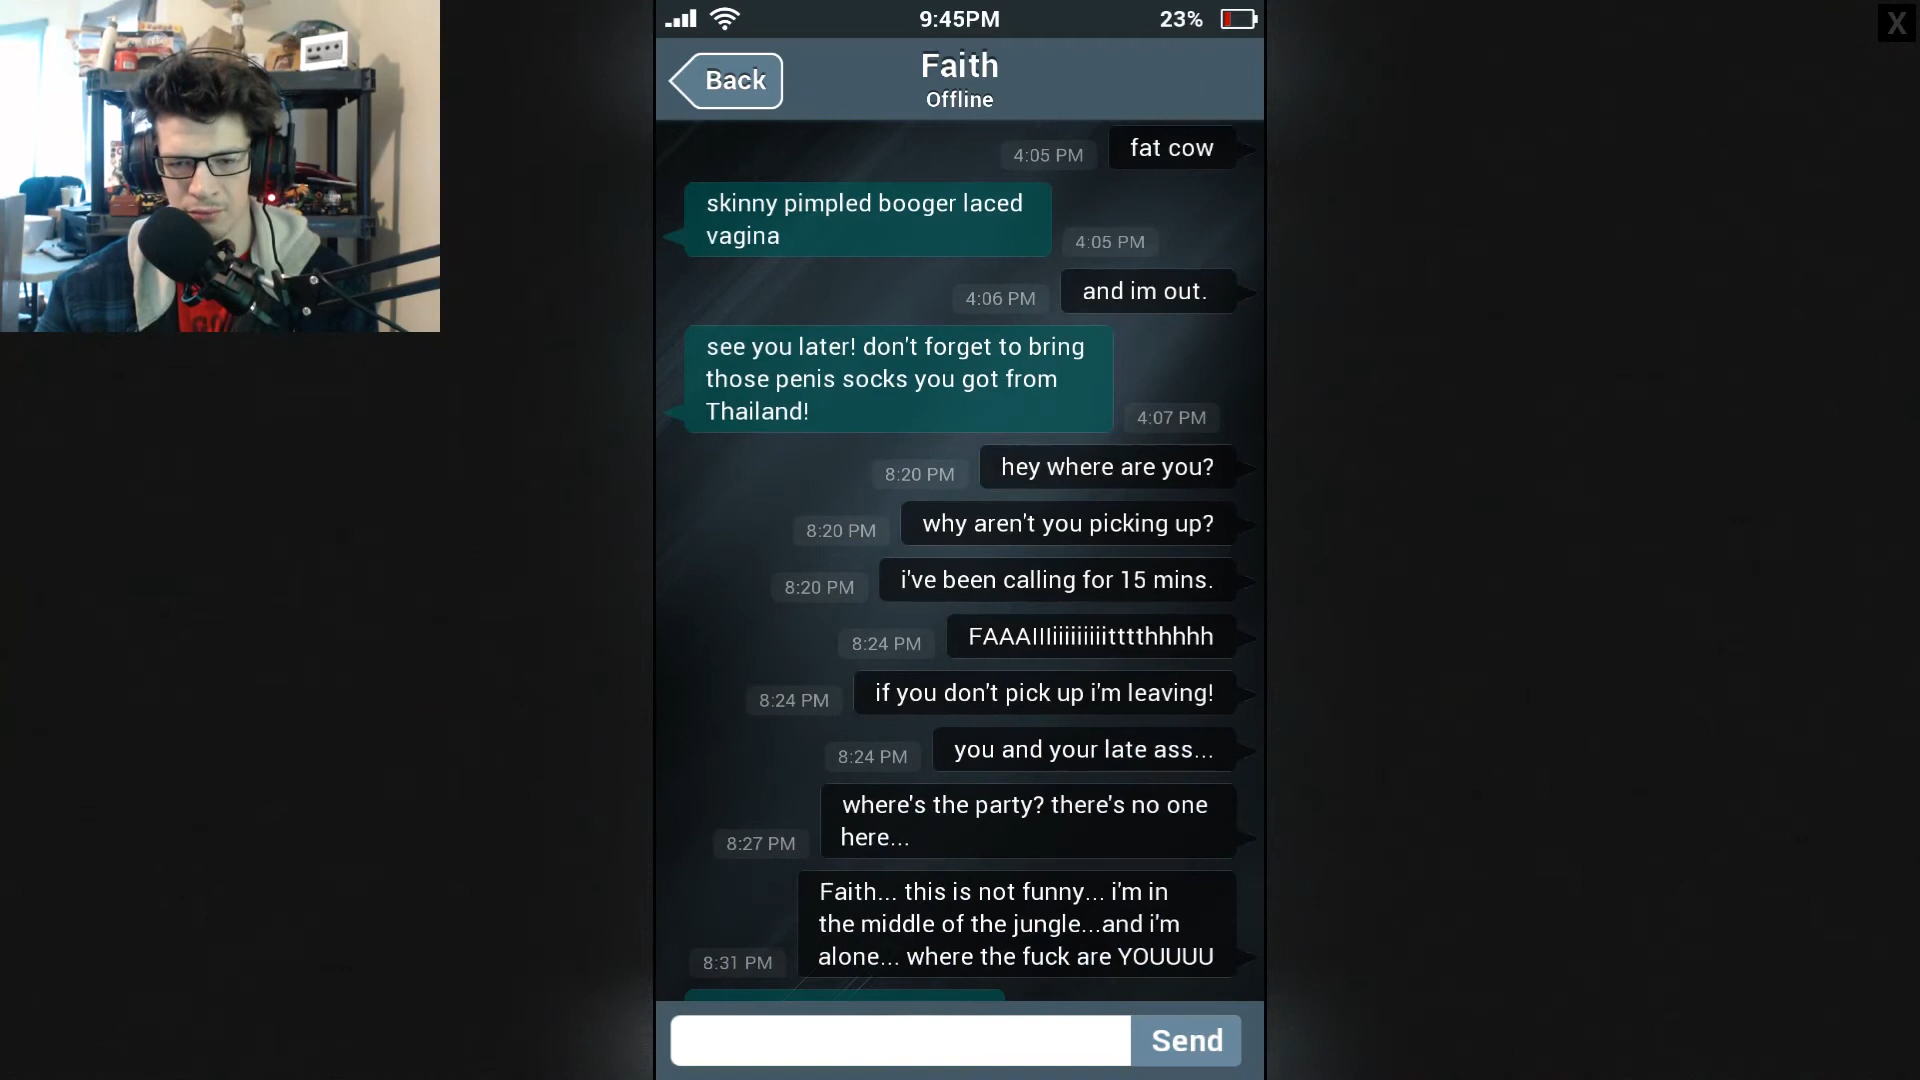 X
9:45PM
23%
Back
Faith
Offline
4:05 PM
fat cow
skinny pimpled booger laced
vagina
4:05 PM
4:06 PM
and im out.
see you later! don't forget to bring
those penis socks you got from
Thailand!
4:07 PM
8:20 PM
hey where are you?
8:20 PM
why aren't you picking up?
8:20 PM
i've been calling for 15 mins.
8:24 PM
FAAAIIIiiiiiiiiitttthhhhh
8:24 PM
if you don't pick up i'm leaving!
8:24 PM
you and your late ass...
where's the party? there's no one
here...
8:27 PM
Faith... this is not funny... i'm in
the middle of the jungle...and i'm
alone... where the fuck are YOUUUU
8:31 PM
Send